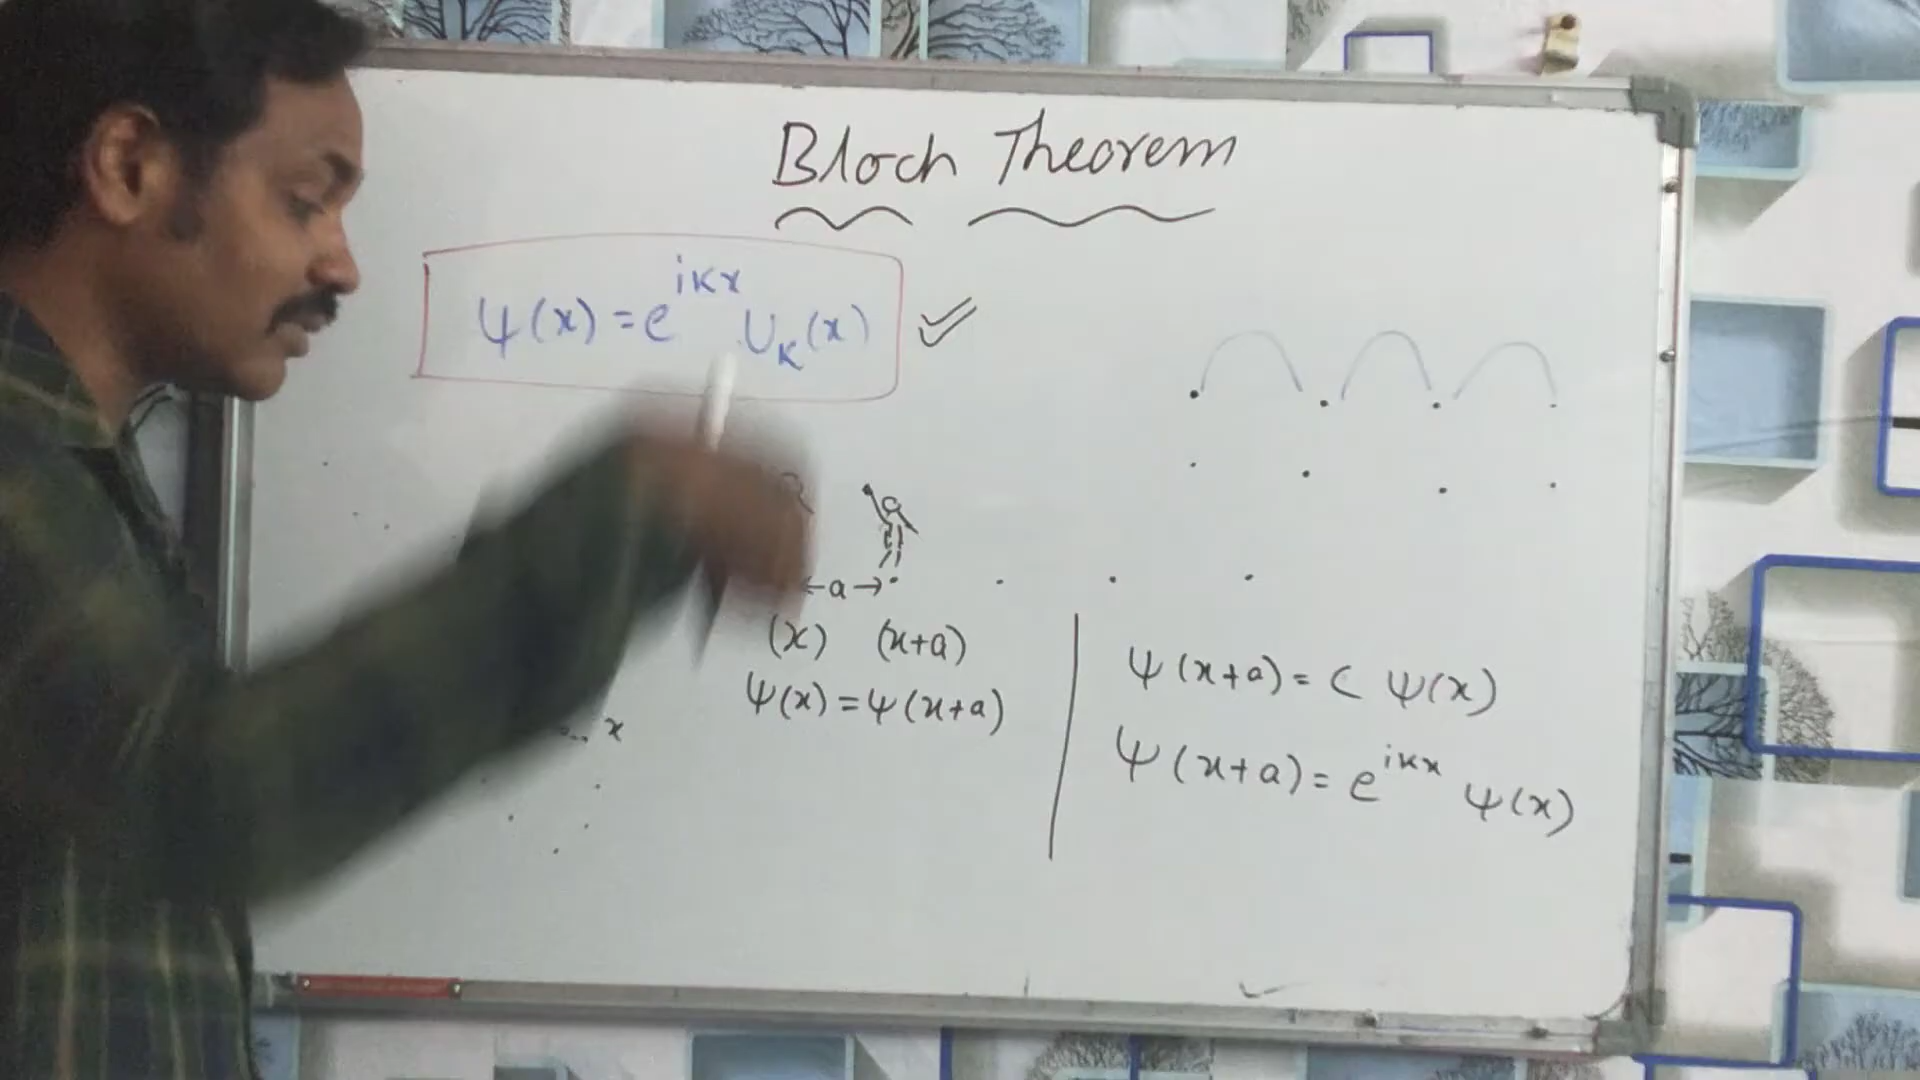 Bloch Theorem
Ψ(x) = e^{iKx} U_K(x)
←a→
(x) (x+a)
Ψ(x) = Ψ(x+a)
x
Ψ(x+a) = C Ψ(x)
Ψ(x+a) = e^{iKx} Ψ(x)